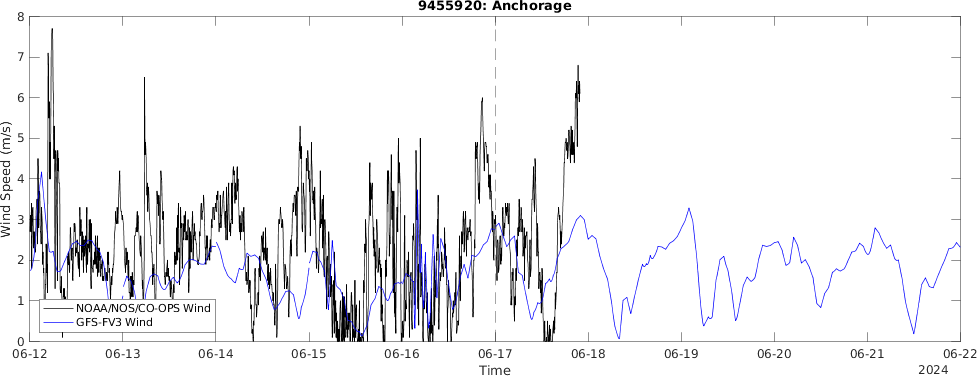 9455920: Anchorage
8
7
6
5
4
3
2
1
0
Wind Speed (m/s)
NOAA/NOS/CO-OPS Wind
GFS-FV3 Wind
06-12 06-13 06-14 06-15 06-16 06-17 06-18 06-19 06-20 06-21 06-22
Time
2024